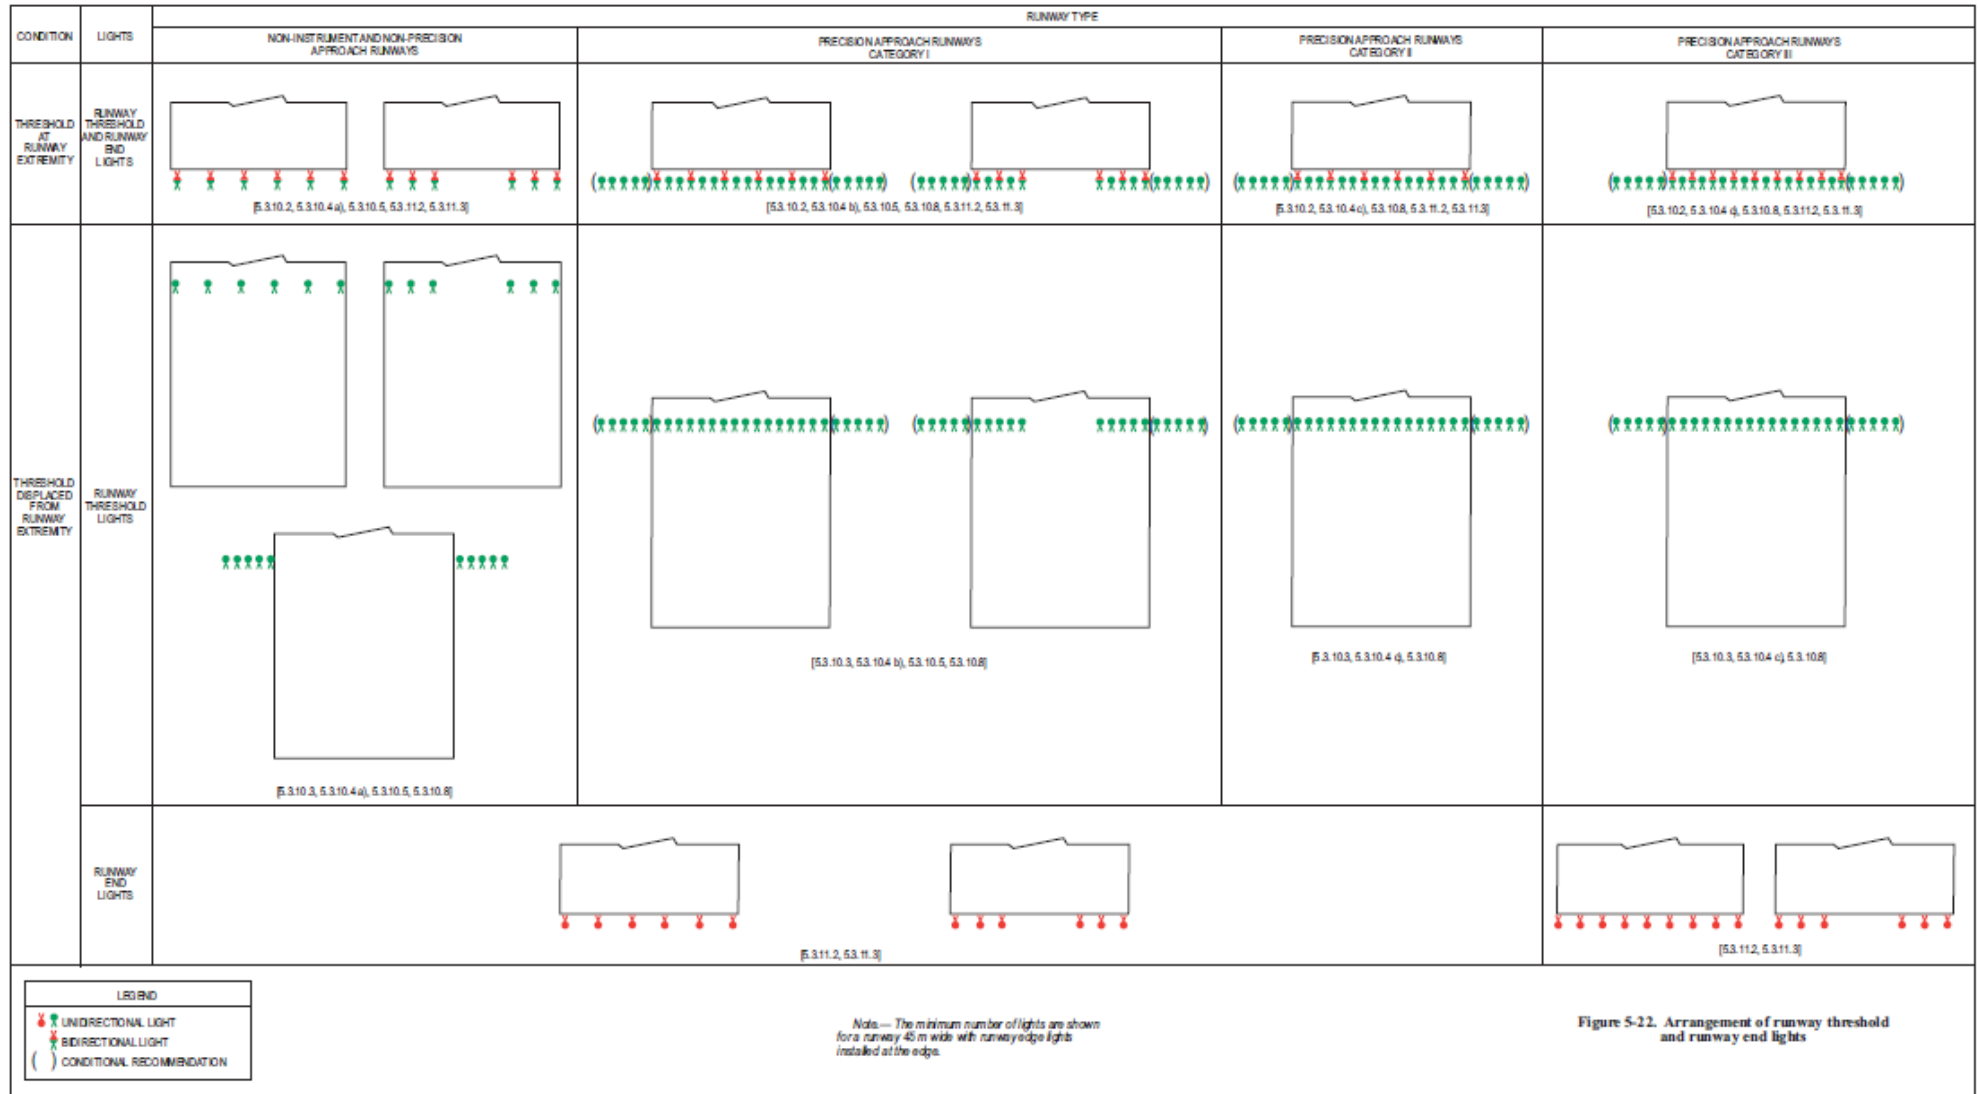 RUNWAY TYPE
CONDITION
LIGHTS
NON-INSTRUMENT AND NON-PRECISION
APPROACH RUNWAYS
PRECISION APPROACH RUNWAYS
CATEGORY I
PRECISION APPROACH RUNWAYS
CATEGORY II
PRECISION APPROACH RUNWAYS
CATEGORY III
THRESHOLD
AT
RUNWAY
EXTREMITY
RUNWAY
THRESHOLD
AND RUNWAY
END
LIGHTS
[5.3.10.2, 5.3.10.4 a), 5.3.10.5, 5.3.11.2, 5.3.11.3]
[5.3.10.2, 5.3.10.4 b), 5.3.10.5, 5.3.10.8, 5.3.11.2, 5.3.11.3]
[5.3.10.2, 5.3.10.4 c), 5.3.10.8, 5.3.11.2, 5.3.11.3]
[5.3.10.2, 5.3.10.4 c), 5.3.10.8, 5.3.11.2, 5.3.11.3]
THRESHOLD
DISPLACED
FROM
RUNWAY
EXTREMITY
RUNWAY
THRESHOLD
LIGHTS
[5.3.10.3, 5.3.10.4 a), 5.3.10.5, 5.3.10.8]
[5.3.10.3, 5.3.10.4 b), 5.3.10.5, 5.3.10.8]
[5.3.10.3, 5.3.10.4 c), 5.3.10.8]
[5.3.10.3, 5.3.10.4 c), 5.3.10.8]
RUNWAY
END
LIGHTS
[5.3.11.2, 5.3.11.3]
[5.3.11.2, 5.3.11.3]
LEGEND
UNIDIRECTIONAL LIGHT
BIDIRECTIONAL LIGHT
( ) CONDITIONAL RECOMMENDATION
Note.— The minimum number of lights are shown
for a runway 45 m wide with runway edge lights
installed at the edge.
Figure 5-22. Arrangement of runway threshold
and runway end lights